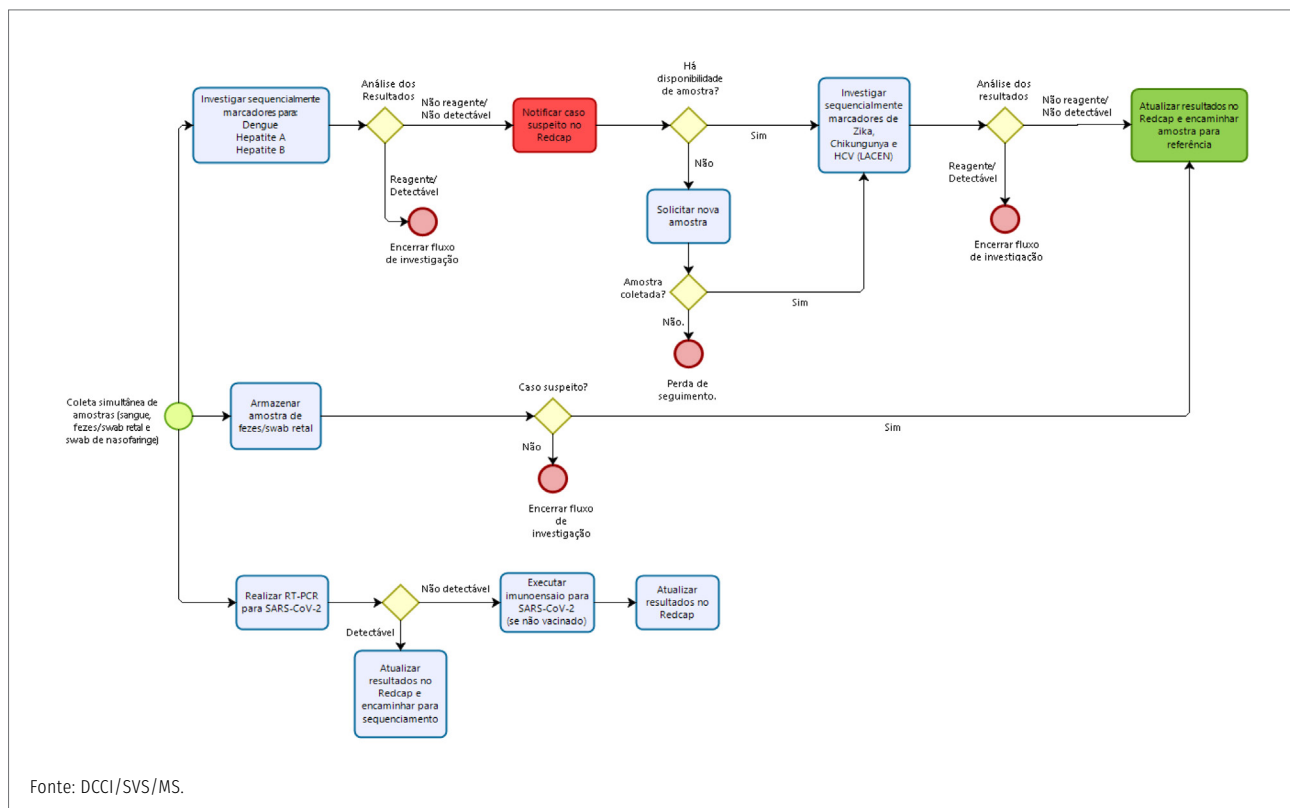 Investigar sequencialmente
marcadores para:
Dengue
Hepatite A
Hepatite B
Análise dos
Resultados
Não reagente/
Não detectável
Reagente/
Detectável
Encerrar fluxo
de investigação
Notificar caso
suspeito no
Redcap
Há
disponibilidade
de amostra?
Sim
Não
Solicitar nova
amostra
Amostra
coletada?
Sim
Não.
Perda de
seguimento.
Investigar
sequencialmente
marcadores de
Zika,
Chikungunya e
HCV (LACEN)
Análise dos
resultados
Não reagente/
Não detectável
Reagente/
Detectável
Encerrar fluxo
de investigação
Atualizar resultados no
Redcap e encaminhar
amostra para
referência
Coleta simultânea de
amostras (sangue,
fezes/swab retal e
swab de nasofaringe)
Armazenar
amostra de
fezes/swab retal
Caso suspeito?
Sim
Não
Encerrar fluxo
de
investigação
Realizar RT-PCR
para SARS-CoV-2
Não detectável
Detectável
Executar
imunoensaio para
SARS-CoV-2
(se não vacinado)
Atualizar
resultados no
Redcap
Atualizar
resultados no
Redcap e
encaminhar para
sequenciamento
Fonte: DCCI/SVS/MS.